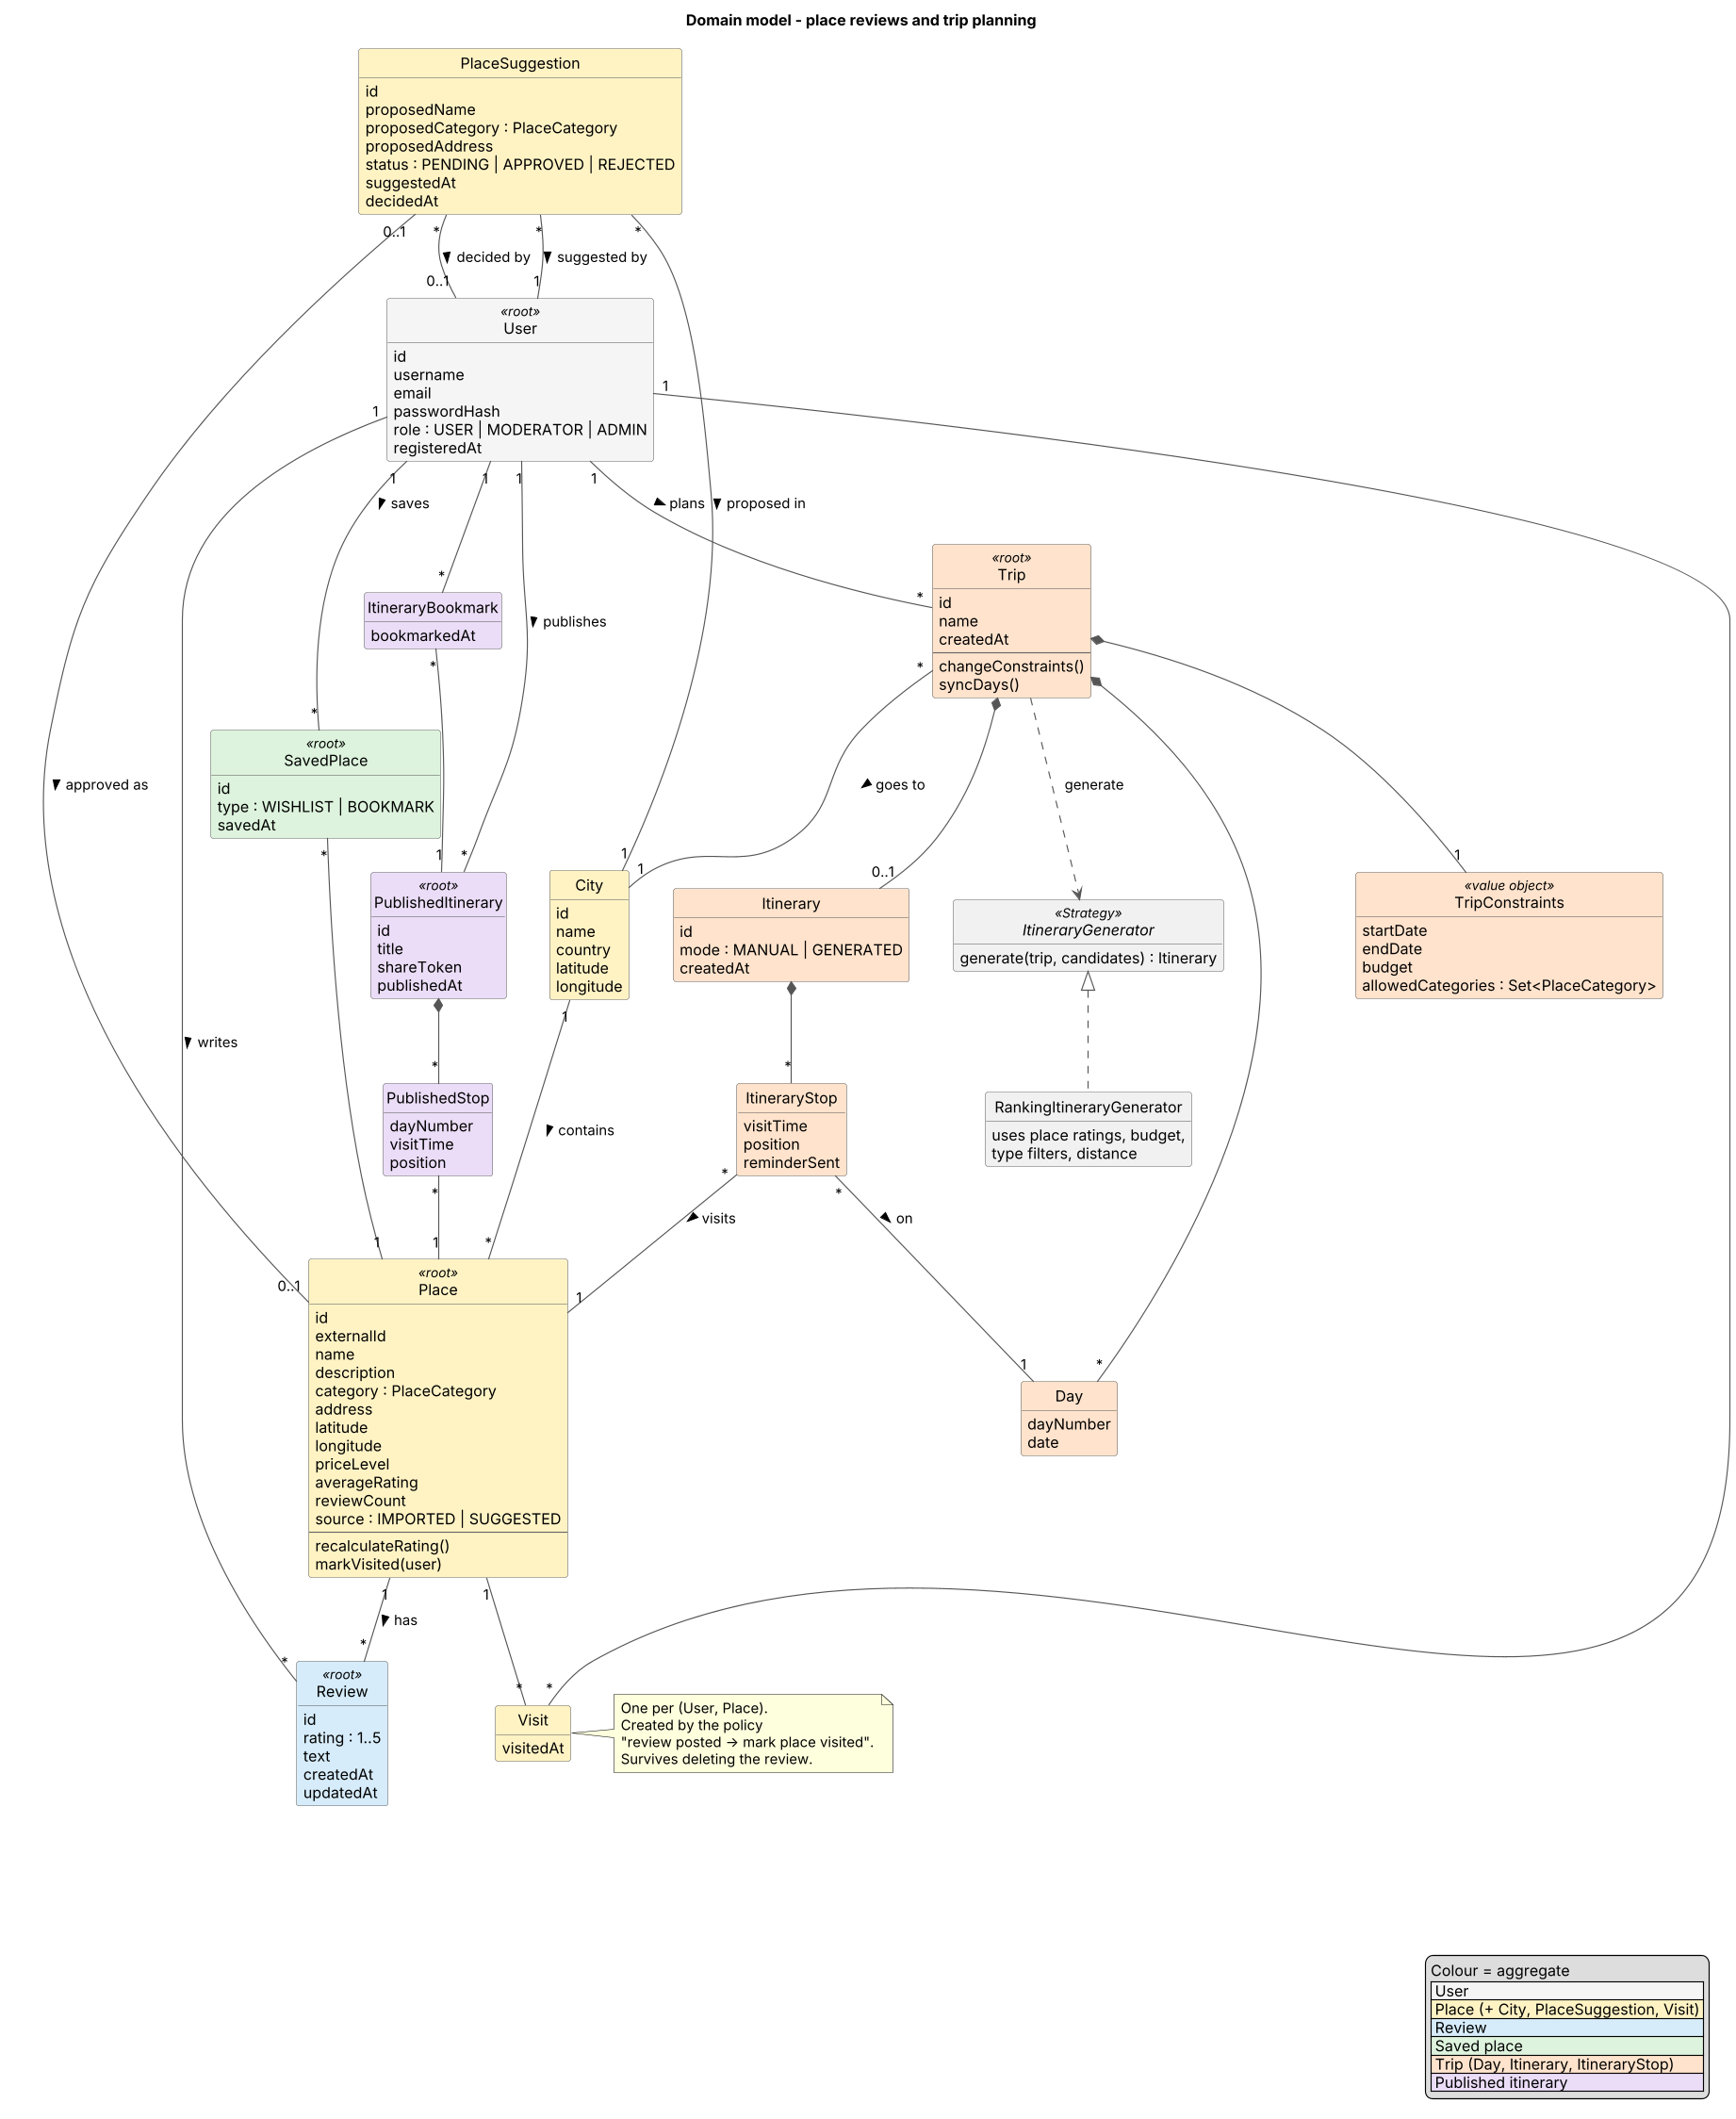 Domain model - place reviews and trip planning
PlaceSuggestion
id
proposedName
proposedCategory : PlaceCategory
proposedAddress
status : PENDING | APPROVED | REJECTED
suggestedAt
decidedAt
0..1
*
*
*
decided by
suggested by
0..1
1
«root»
User
id
username
email
passwordHash
role : USER | MODERATOR | ADMIN
registeredAt
1
1
1
1
1
1
saves
plans
proposed in
«root»
Trip
id
name
createdAt
changeConstraints()
syncDays()
*
*
*
ItineraryBookmark
bookmarkedAt
*
publishes
*
«root»
SavedPlace
id
type : WISHLIST | BOOKMARK
savedAt
*
approved as
goes to
generate
1
*
1
1
0..1
1
«root»
PublishedItinerary
id
title
shareToken
publishedAt
City
id
name
country
latitude
longitude
Itinerary
id
mode : MANUAL | GENERATED
createdAt
«Strategy»
ItineraryGenerator
generate(trip, candidates) : Itinerary
«value object»
TripConstraints
startDate
endDate
budget
allowedCategories : Set<PlaceCategory>
1
writes
*
*
PublishedStop
dayNumber
visitTime
position
contains
ItineraryStop
visitTime
position
reminderSent
RankingItineraryGenerator
uses place ratings, budget,
type filters, distance
*
*
*
visits
on
1
1
*
0..1
1
«root»
Place
id
externalId
name
description
category : PlaceCategory
address
latitude
longitude
priceLevel
averageRating
reviewCount
source : IMPORTED | SUGGESTED
recalculateRating()
markVisited(user)
1
*
Day
dayNumber
date
1
1
has
*
*
*
*
«root»
Review
id
rating : 1..5
text
createdAt
updatedAt
Visit
visitedAt
One per (User, Place).
Created by the policy
"review posted → mark place visited".
Survives deleting the review.
Colour = aggregate
User
Place (+ City, PlaceSuggestion, Visit)
Review
Saved place
Trip (Day, Itinerary, ItineraryStop)
Published itinerary